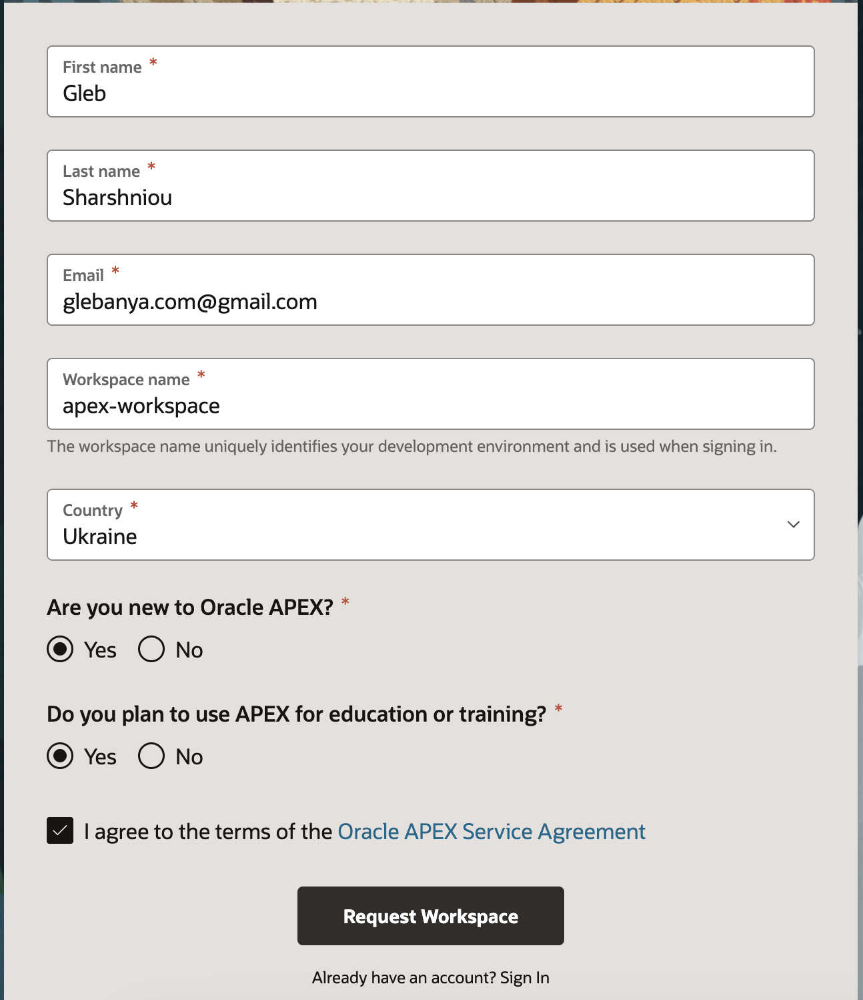 First name *
Gleb
Last name *
Sharshniou
Email *
glebanya.com@gmail.com
Workspace name *
apex-workspace
The workspace name uniquely identifies your development environment and is used when signing in.
Country *
Ukraine
Are you new to Oracle APEX? *
Yes No
Do you plan to use APEX for education or training? *
Yes No
I agree to the terms of the Oracle APEX Service Agreement
Request Workspace
Already have an account? Sign In